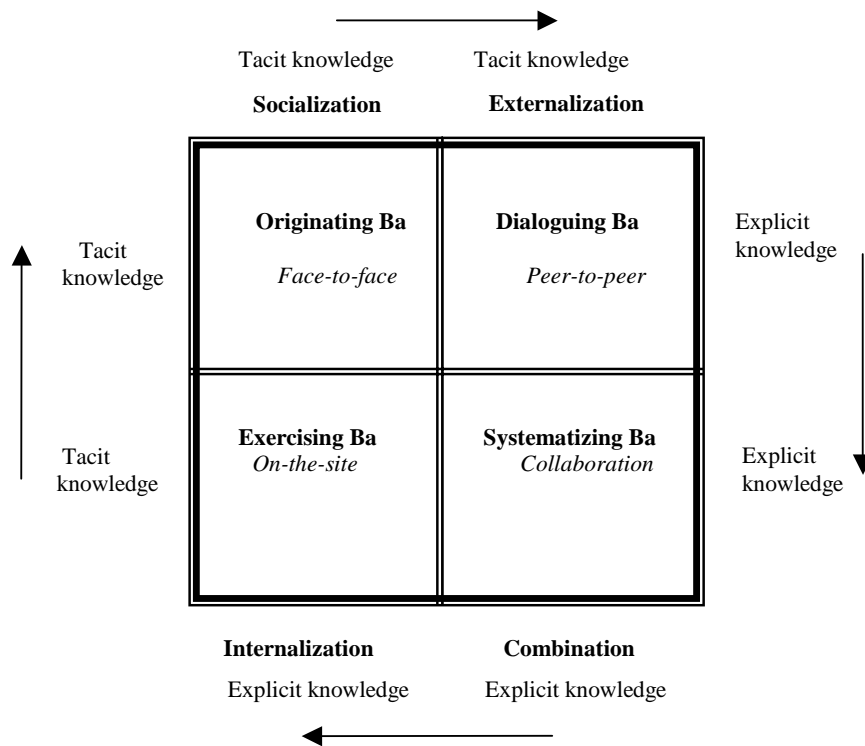 Tacit knowledge Tacit knowledge
Socialization Externalization
Originating Ba Dialoguing Ba
Face-to-face Peer-to-peer
Tacit
knowledge
Explicit
knowledge
Exercising Ba Systematizing Ba
On-the-site Collaboration
Tacit
knowledge
Explicit
knowledge
Internalization Combination
Explicit knowledge Explicit knowledge